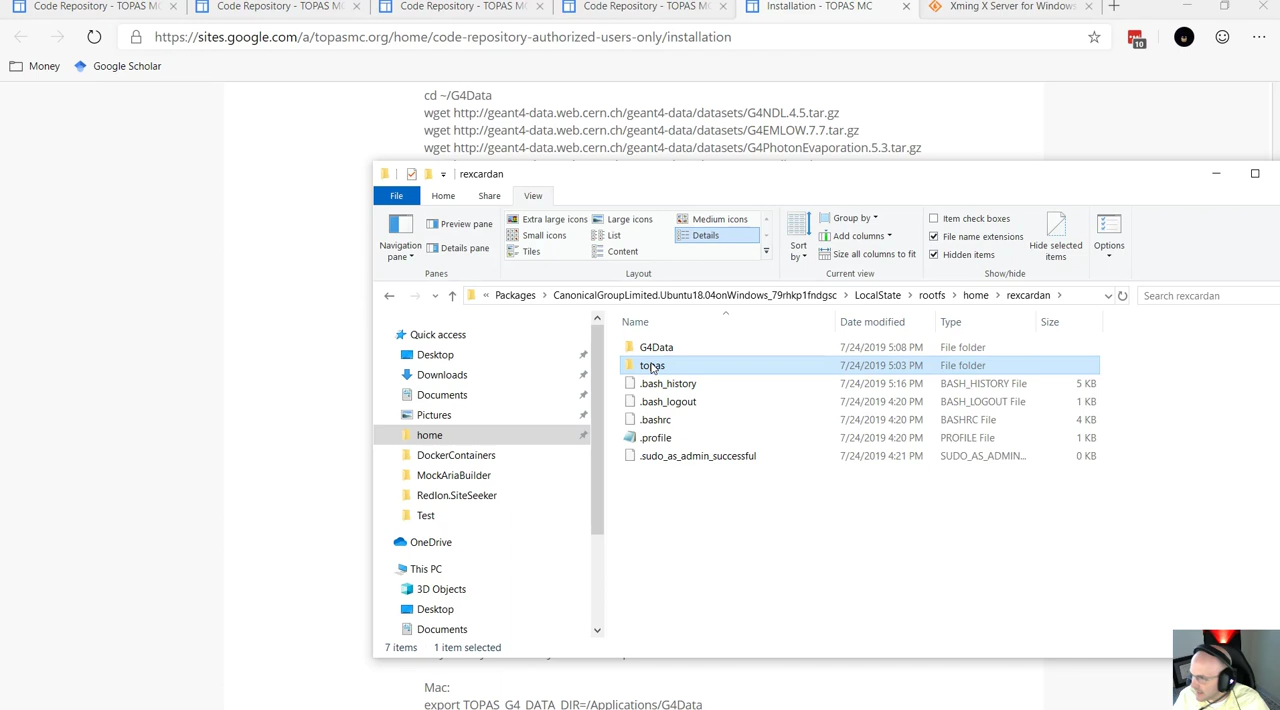 Code Repository - TOPAS M Code Repository - TOPAS MC Code Repository - TOPAS M Code Repository - TOPAS M Installation - TOPAS MC Xming X Server for Windows
https://sites.google.com/a/topasmc.org/home/code-repository-authorized-users-only/installation
10
Money Google Scholar
cd ~/G4Data
wget http://geant4-data.web.cern.ch/geant4-data/datasets/G4NDL.4.5.tar.gz
wget http://geant4-data.web.cern.ch/geant4-data/datasets/G4EMLOW.7.7.tar.gz
wget http://geant4-data.web.cern.ch/geant4-data/datasets/G4PhotonEvaporation.5.3.tar.gz
rexcardan
File Home Share View
Navigation pane
Preview pane
Details pane
Panes
Extra large icons Large icons Medium icons
Small icons List Details
Tiles Content
Layout
Sort by
Group by
Add columns
Size all columns to fit
Current view
Item check boxes
File name extensions
Hidden items
Hide selected items
Show/hide
Options
« Packages CanonicalGroupLimited.Ubuntu18.04onWindows_79rhkp1fndgsc LocalState rootfs home rexcardan
Search rexcardan
Quick access
Desktop
Downloads
Documents
Pictures
home
DockerContainers
MockAriaBuilder
RedIon.SiteSeeker
Test
OneDrive
This PC
3D Objects
Desktop
Documents
Name Date modified Type Size
G4Data 7/24/2019 5:08 PM File folder
topas 7/24/2019 5:03 PM File folder
.bash_history 7/24/2019 5:16 PM BASH_HISTORY File 5 KB
.bash_logout 7/24/2019 4:20 PM BASH_LOGOUT File 1 KB
.bashrc 7/24/2019 4:20 PM BASHRC File 4 KB
.profile 7/24/2019 4:20 PM PROFILE File 1 KB
.sudo_as_admin_successful 7/24/2019 4:21 PM SUDO_AS_ADMIN... 0 KB
7 items 1 item selected
Mac:
export TOPAS_G4_DATA_DIR=/Applications/G4Data